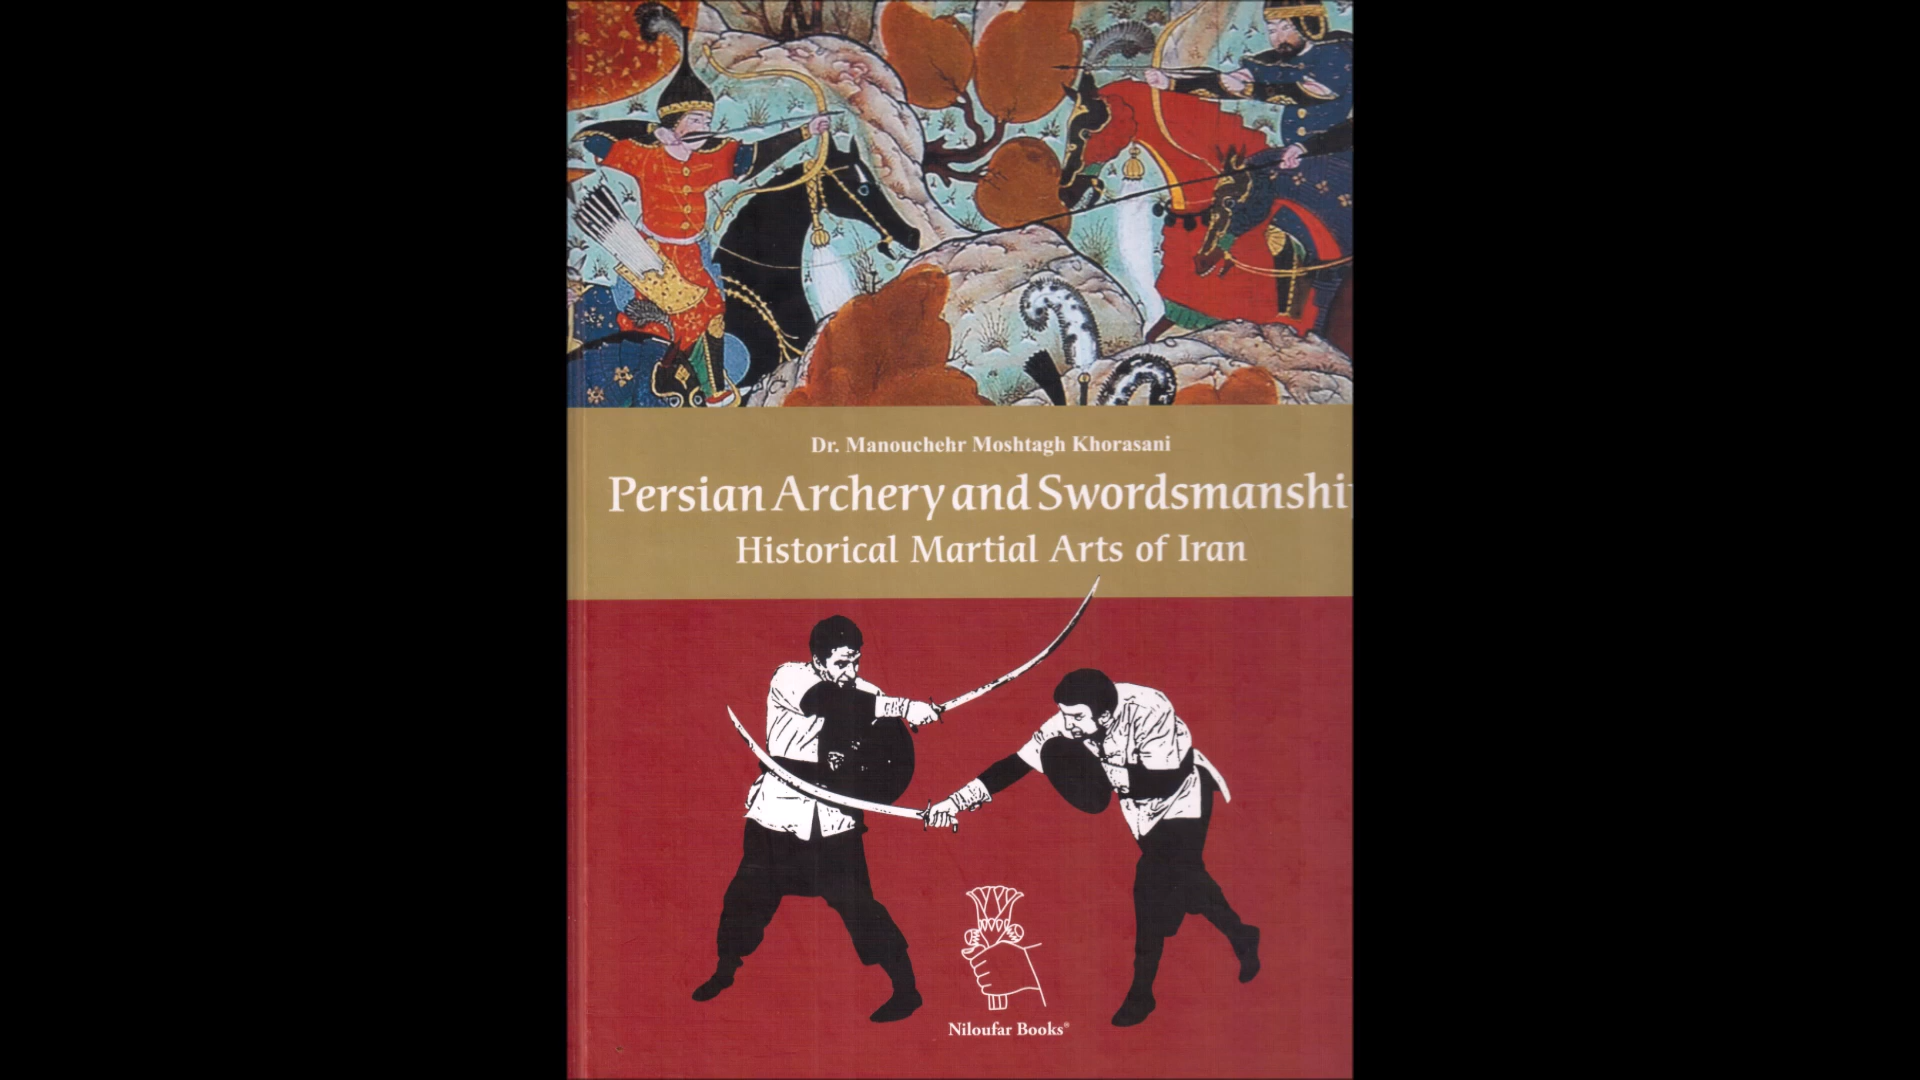 Dr. Manouchehr Moshtagh Khorasani
Persian Archery and Swordsmanshi
Historical Martial Arts of Iran
Niloufar Books®